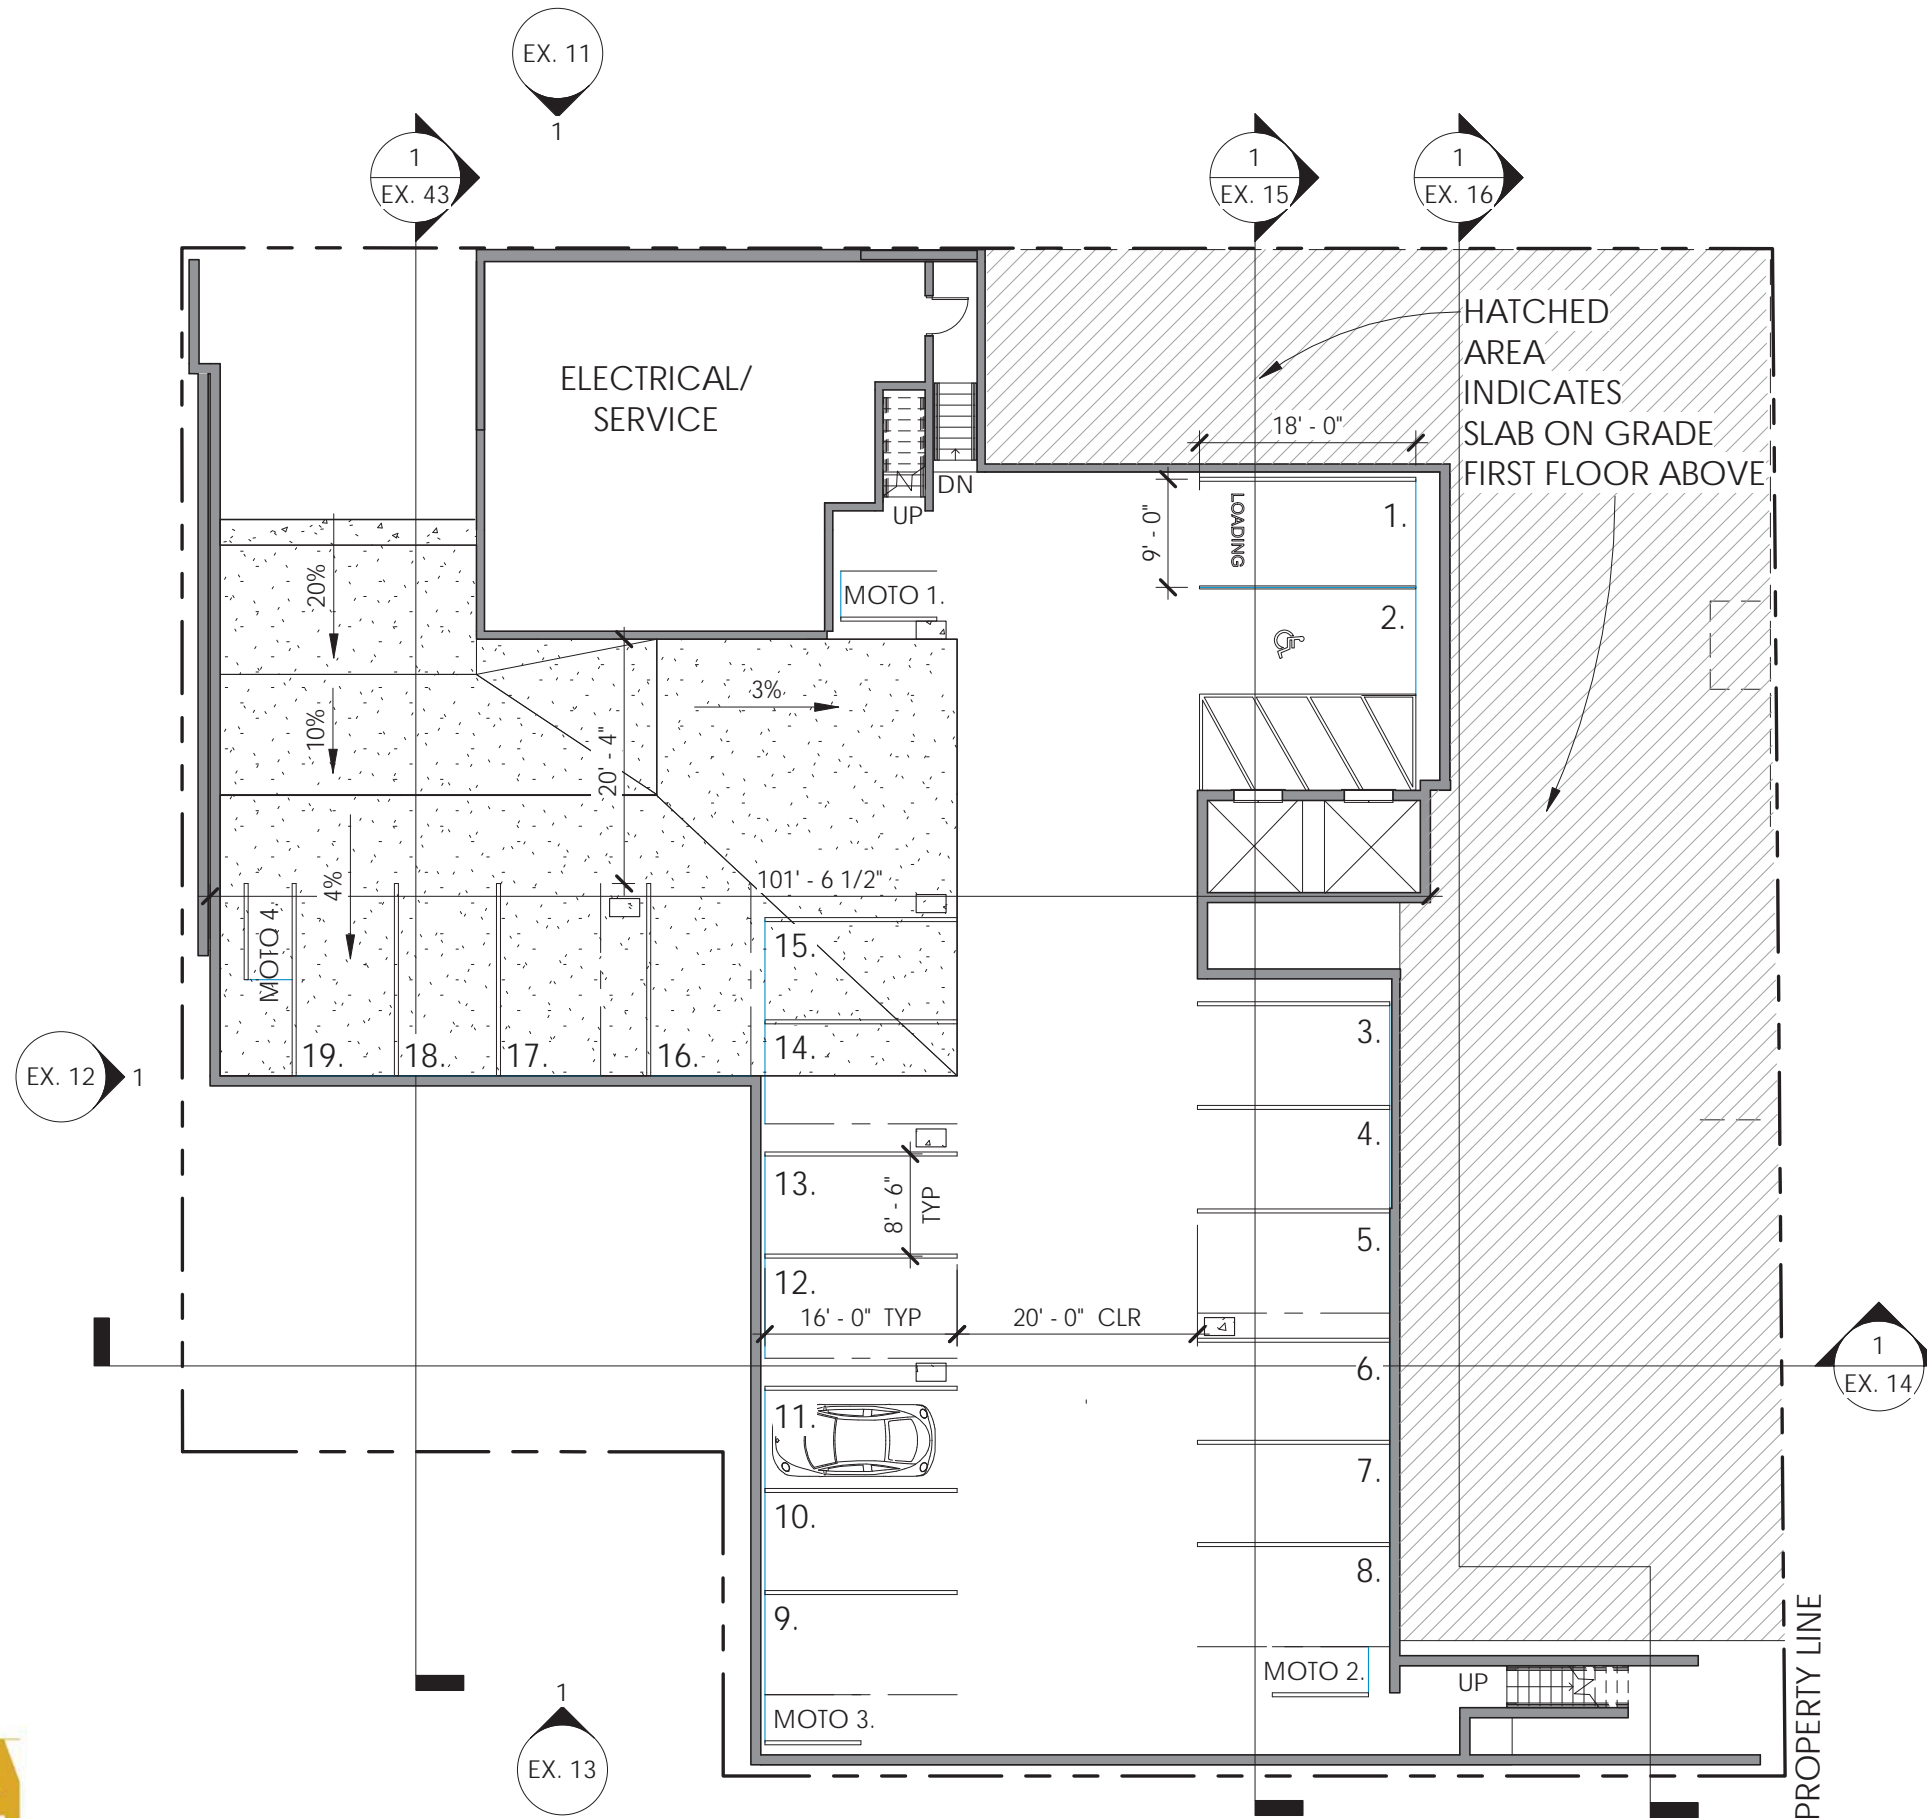 EX. 11
1
1
EX. 43
1
EX. 15
1
EX. 16
HATCHED
AREA
INDICATES
SLAB ON GRADE
FIRST FLOOR ABOVE
ELECTRICAL/
SERVICE
18' - 0"
DN
UP
9' - 0"
LOADING
1.
2.
MOTO 1.
20%
10%
3%
20' - 4"
4%
101' - 6 1/2"
MOTO 4.
15.
14.
19.
18.
17.
16.
EX. 12
1
3.
4.
5.
6.
7.
8.
13.
8' - 6"
TYP
12.
16' - 0" TYP
20' - 0" CLR
11.
10.
9.
1
EX. 14
MOTO 2.
MOTO 3.
UP
PROPERTY LINE
1
EX. 13